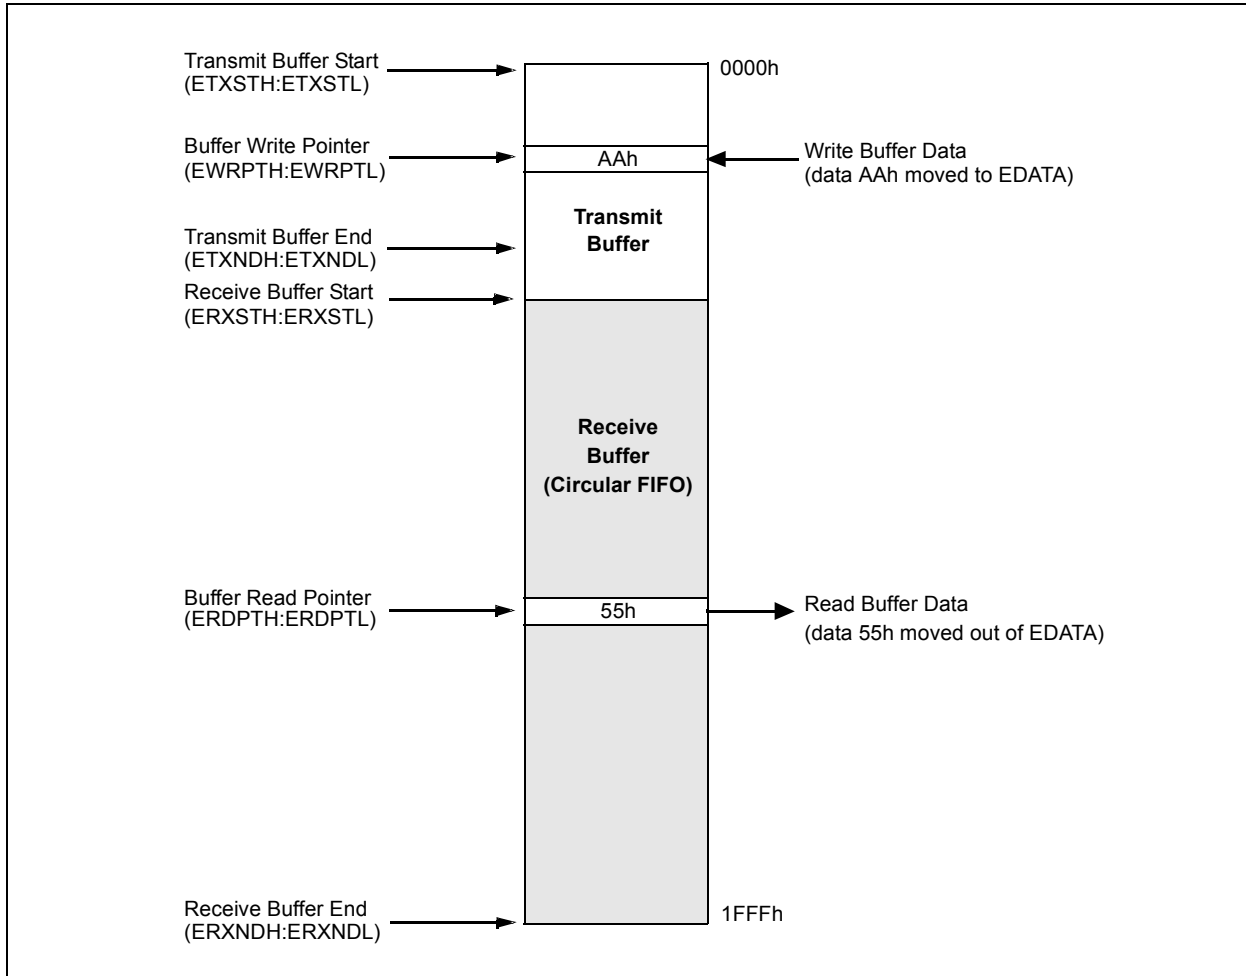 Transmit Buffer Start
(ETXSTH:ETXSTL)
0000h
Buffer Write Pointer
(EWRPTH:EWRPTL)
AAh
Write Buffer Data
(data AAh moved to EDATA)
Transmit
Buffer
Transmit Buffer End
(ETXNDH:ETXNDL)
Receive Buffer Start
(ERXSTH:ERXSTL)
Receive
Buffer
(Circular FIFO)
Buffer Read Pointer
(ERDPTH:ERDPTL)
55h
Read Buffer Data
(data 55h moved out of EDATA)
Receive Buffer End
(ERXNDH:ERXNDL)
1FFFh